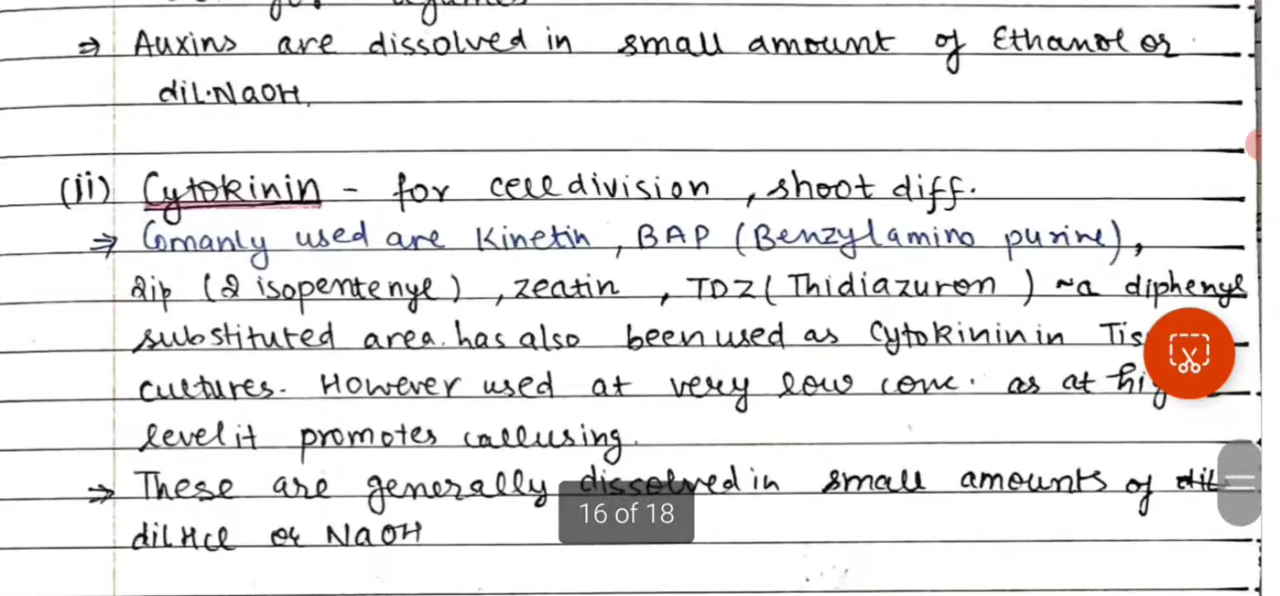 ⇒ Auxins are dissolved in small amount of Ethanol or
dil.NaOH.
(ii) Cytokinin - for cell division, shoot diff.
⇒ Comanly used are Kinetin, BAP (Benzylamino purine),
2ip (2 isopentenyl), zeatin, TDZ (Thidiazuron) ~a diphenyl
substituted area. has also been used as Cytokinin in
cultures. However used at very low conc. as at
level it promotes callusing.
⇒ These are generally dissolved in small amounts of dil
16 of 18
dil Hcl or NaOH